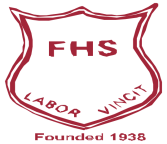 FHS
LABOR VINCIT
Founded 1938